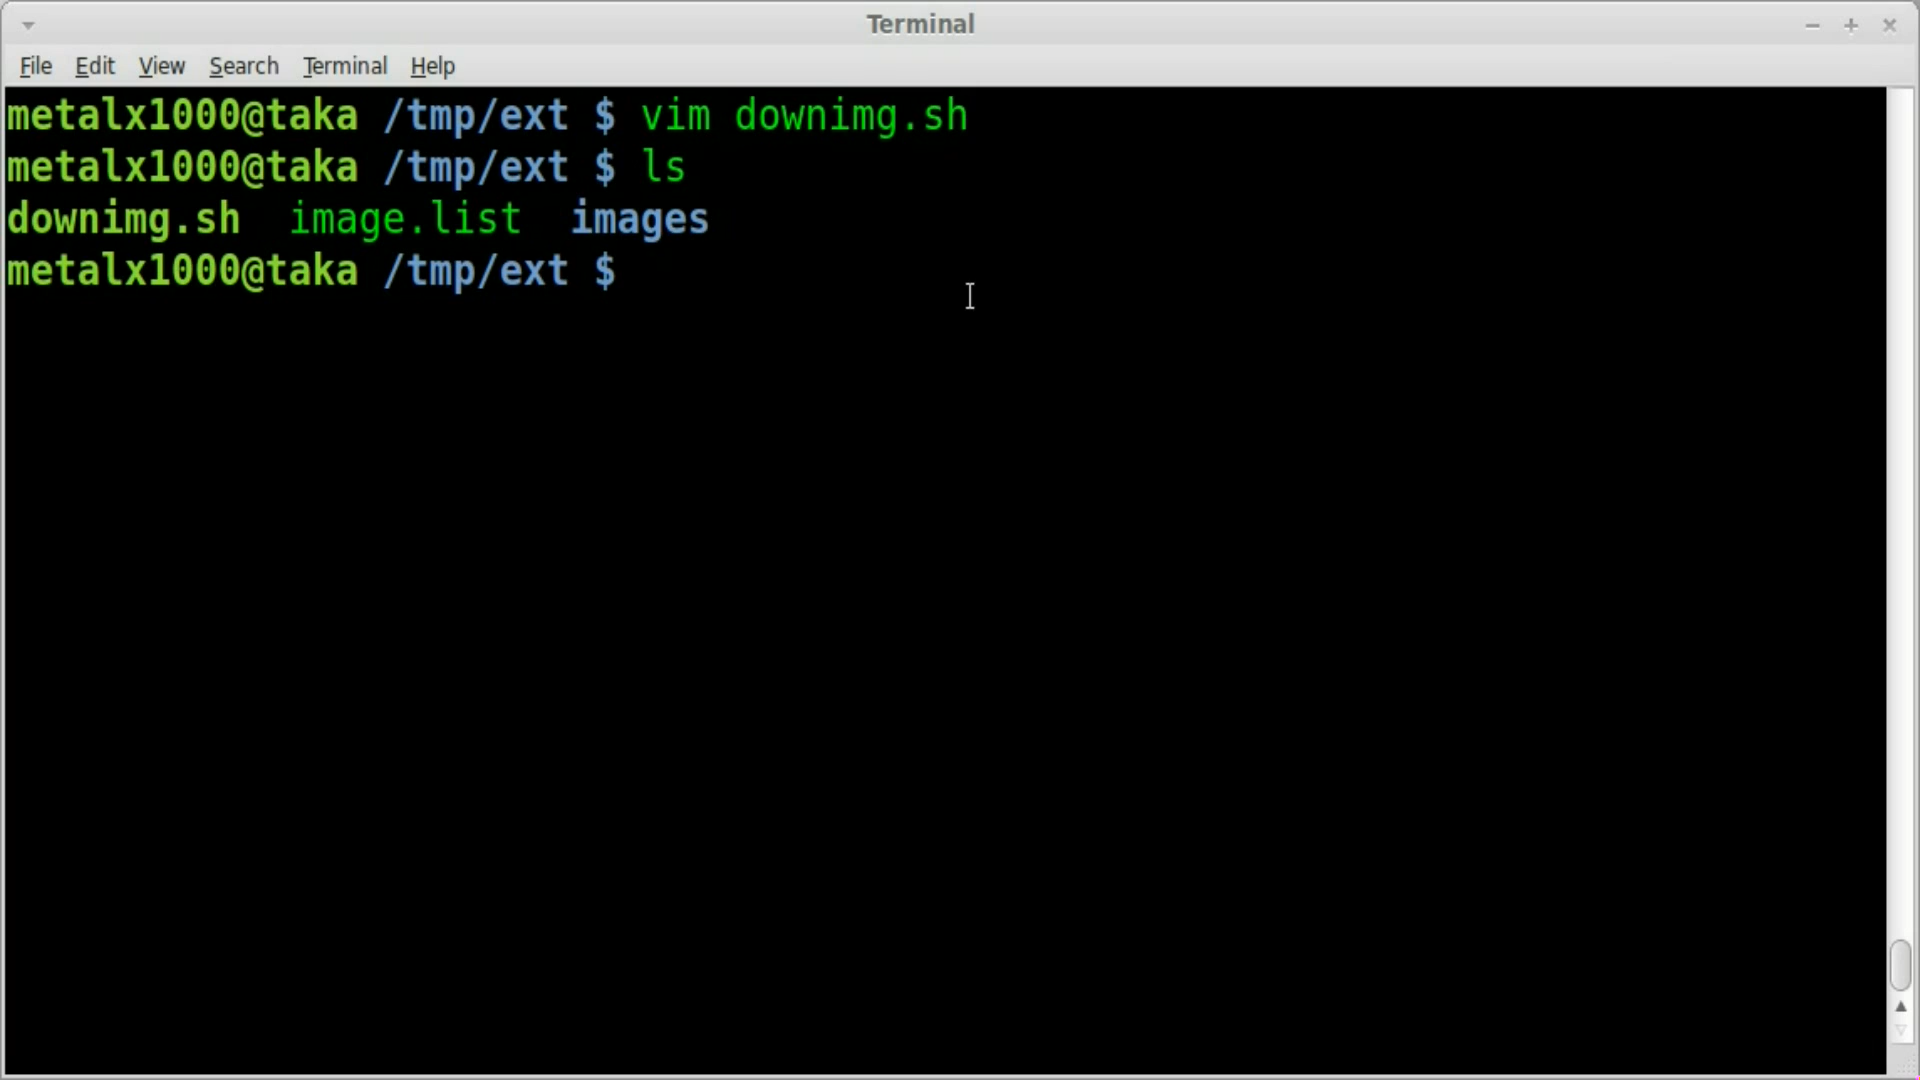 Terminal
File Edit View Search Terminal Help
metalx1000@taka /tmp/ext $ vim downimg.sh
metalx1000@taka /tmp/ext $ ls
downimg.sh  image.list  images
metalx1000@taka /tmp/ext $